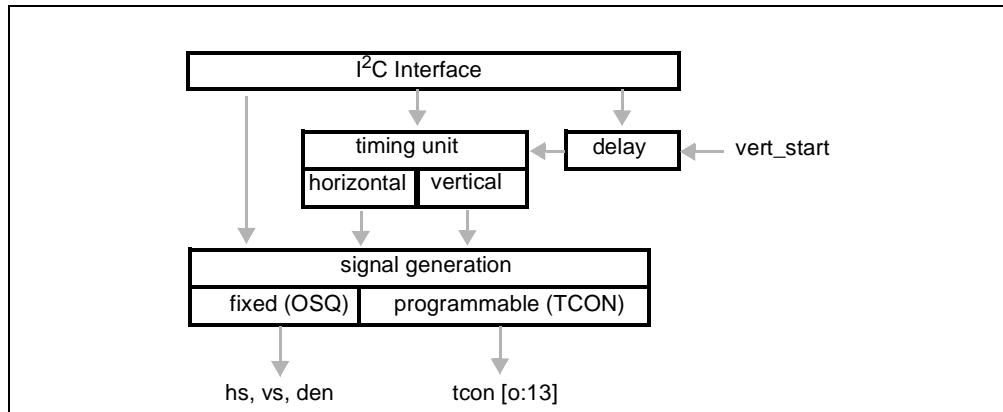 I²C Interface
timing unit
delay
vert_start
horizontal
vertical
signal generation
fixed (OSQ)
programmable (TCON)
hs, vs, den
tcon [o:13]